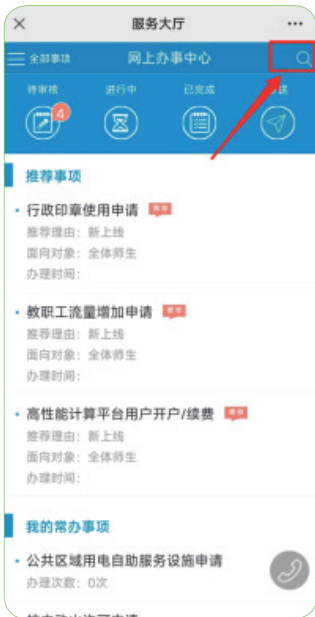 服务大厅
全部事项 网上办事中心
待审核 进行中 已完成 送
4
推荐事项
行政印章使用申请
推荐理由：新上线
面向对象：全体师生
办理时间：
教职工流量增加申请
推荐理由：新上线
面向对象：全体师生
办理时间：
高性能计算平台用户开户/续费
推荐理由：新上线
面向对象：全体师生
办理时间：
我的常办事项
公共区域用电自助服务设施申请
办理次数：0次